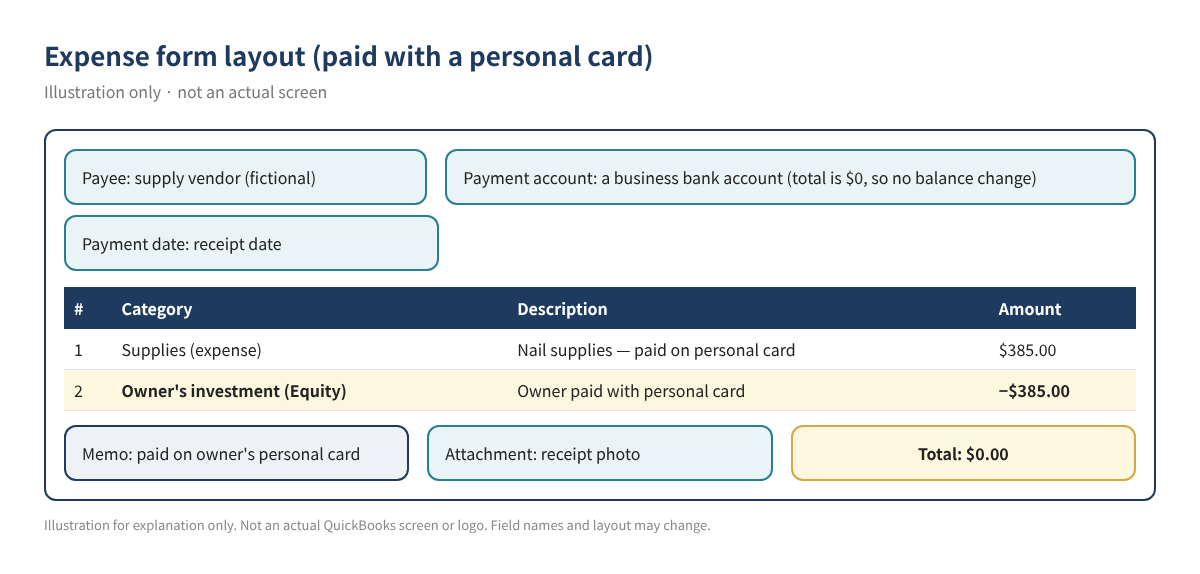 Expense form layout (paid with a personal card)
Illustration only · not an actual screen
Payee: supply vendor (fictional)
Payment account: a business bank account (total is $0, so no balance change)
Payment date: receipt date
# Category Description Amount
1 Supplies (expense) Nail supplies — paid on personal card $385.00
2 Owner's investment (Equity) Owner paid with personal card −$385.00
Memo: paid on owner's personal card
Attachment: receipt photo
Total: $0.00
Illustration for explanation only. Not an actual QuickBooks screen or logo. Field names and layout may change.